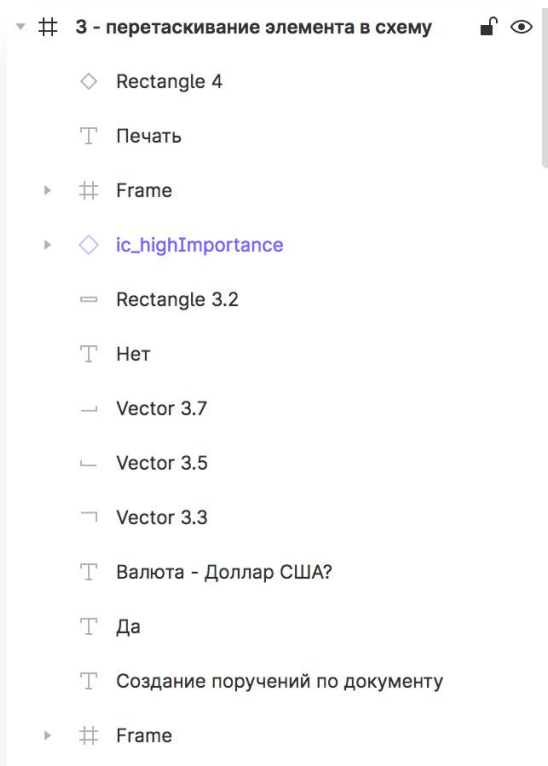 3 - перетаскивание элемента в схему
Rectangle 4
Печать
Frame
ic_highImportance
Rectangle 3.2
Нет
Vector 3.7
Vector 3.5
Vector 3.3
Валюта - Доллар США?
Да
Создание поручений по документу
Frame